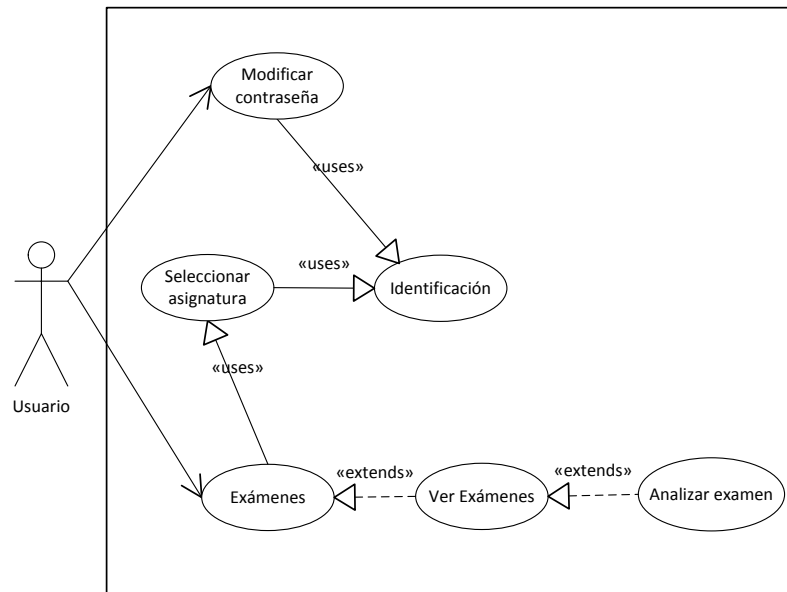 Modificar
contraseña
«uses»
Seleccionar
asignatura
«uses»
Identificación
«uses»
Usuario
Exámenes
«extends»
Ver Exámenes
«extends»
Analizar examen